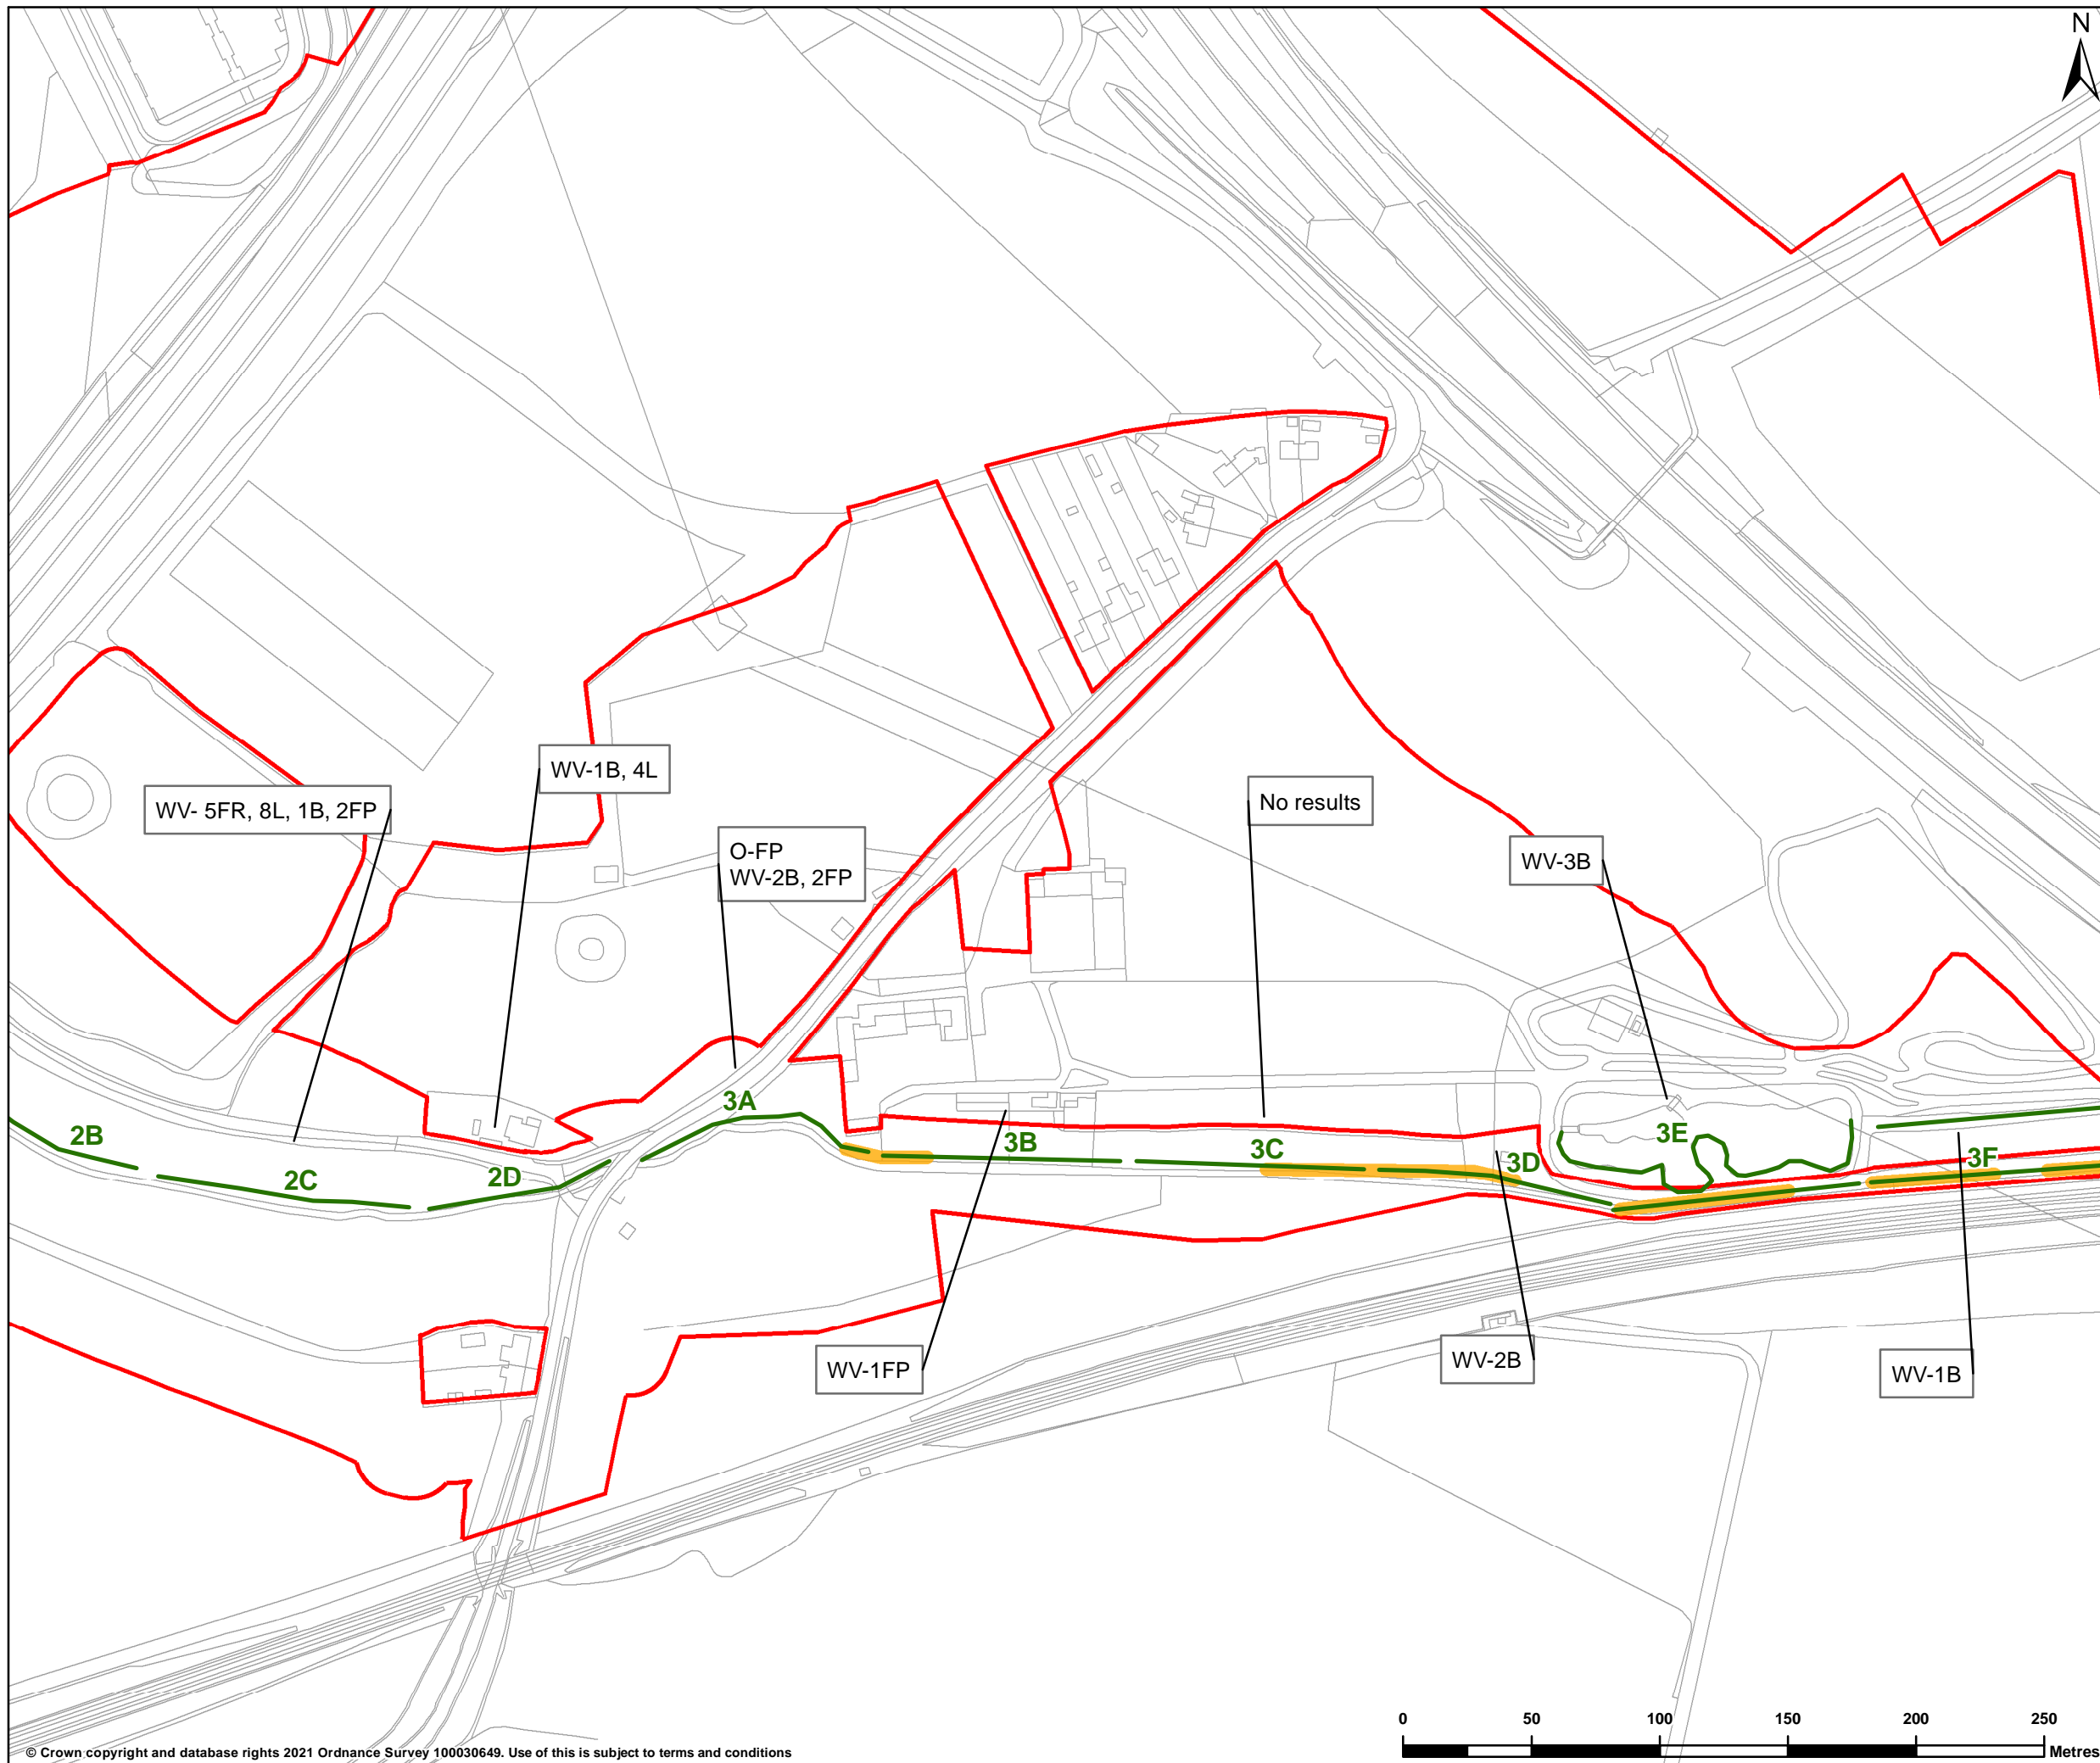 N
WV-1B, 4L
WV- 5FR, 8L, 1B, 2FP
No results
O-FP
WV-2B, 2FP
WV-3B
3A
2B
3B
3C
3E
3D
3F
2C
2D
WV-1FP
WV-2B
WV-1B
0 50 100 150 200 250
Metres
© Crown copyright and database rights 2021 Ordnance Survey 100030649. Use of this is subject to terms and conditions